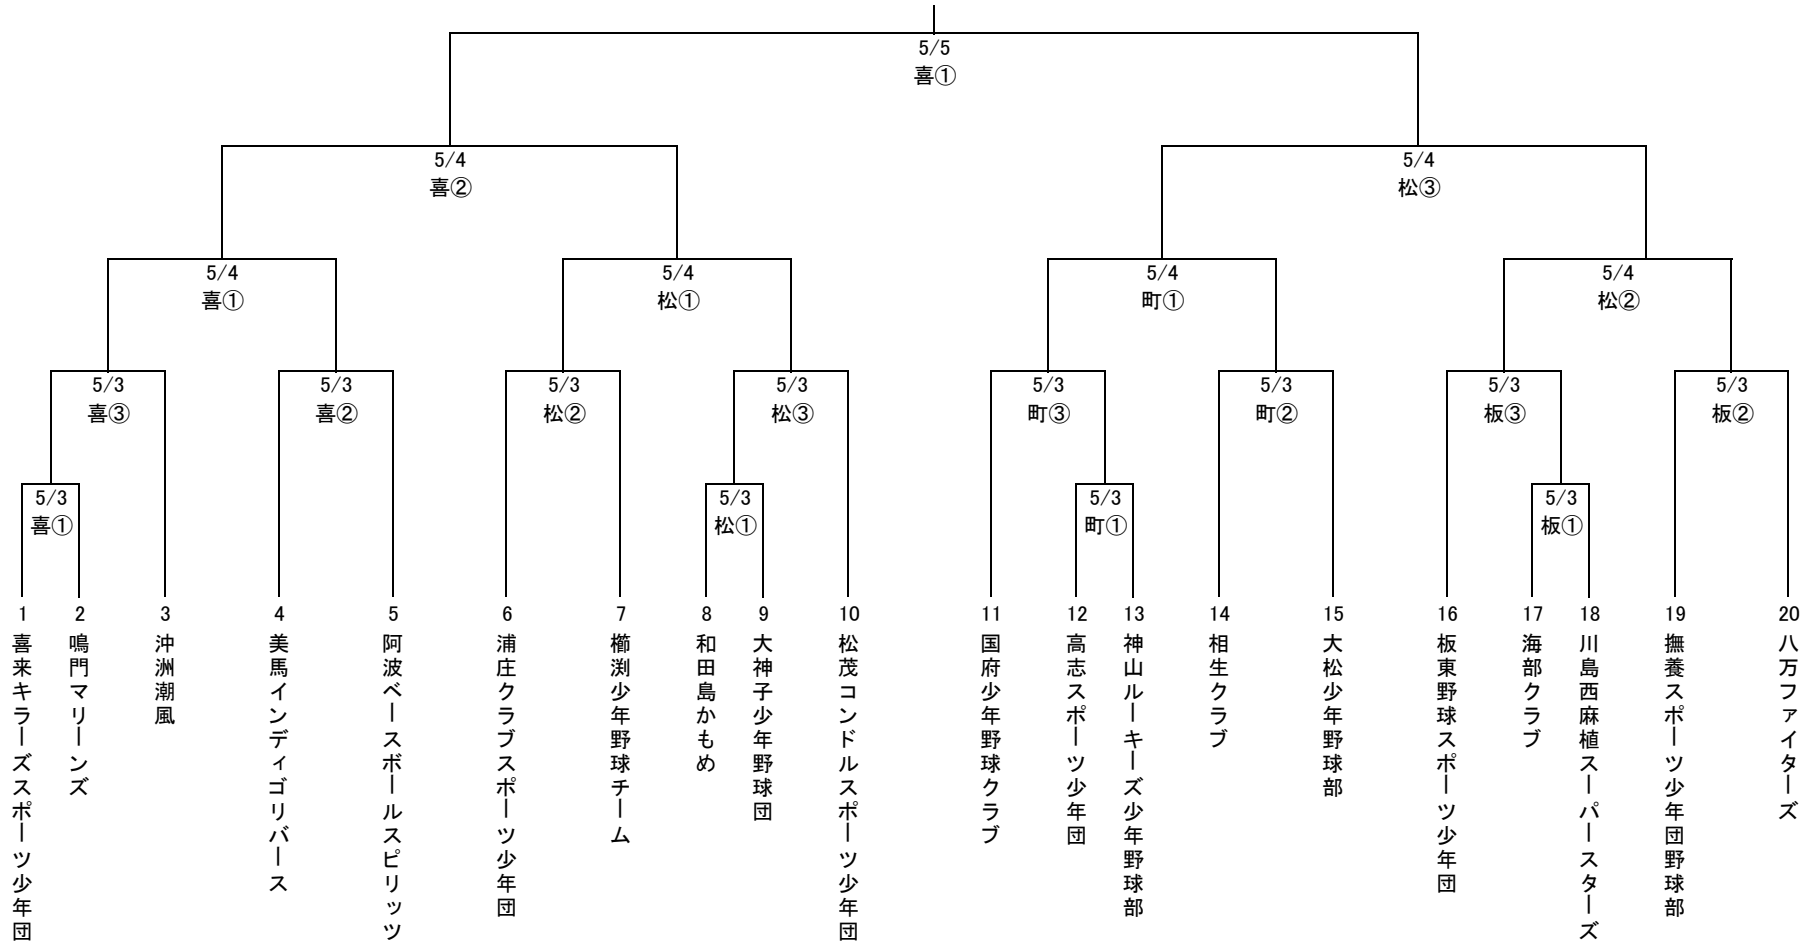 5/5
喜①
5/4
喜②
5/4
松③
5/4
喜①
5/4
松①
5/4
町①
5/4
松②
5/3
喜③
5/3
喜②
5/3
松②
5/3
松③
5/3
町③
5/3
町②
5/3
板③
5/3
板②
5/3
喜①
5/3
松①
5/3
町①
5/3
板①
1
喜来キラーズスポーツ少年団
2
鳴門マリーンズ
3
沖洲潮風
4
美馬インディゴリバース
5
阿波ベースボールスピリッツ
6
浦庄クラブスポーツ少年団
7
櫛渕少年野球チーム
8
和田島かもめ
9
大神子少年野球団
10
松茂コンドルスポーツ少年団
11
国府少年野球クラブ
12
高志スポーツ少年団
13
神山ルーキーズ少年野球部
14
相生クラブ
15
大松少年野球部
16
板東野球スポーツ少年団
17
海部クラブ
18
川島西麻植スーパースターズ
19
撫養スポーツ少年団野球部
20
八万ファイターズ